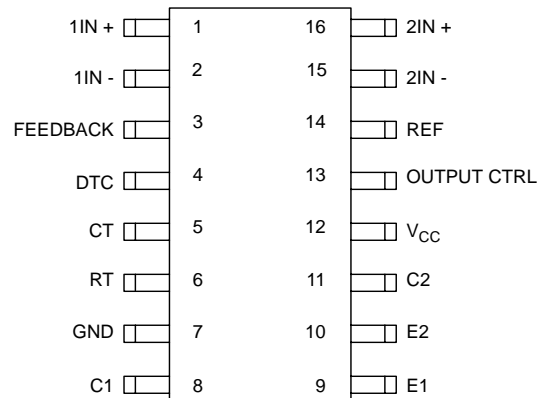 1IN + 1 16 2IN +
1IN - 2 15 2IN -
FEEDBACK 3 14 REF
DTC 4 13 OUTPUT CTRL
CT 5 12 VCC
RT 6 11 C2
GND 7 10 E2
C1 8 9 E1